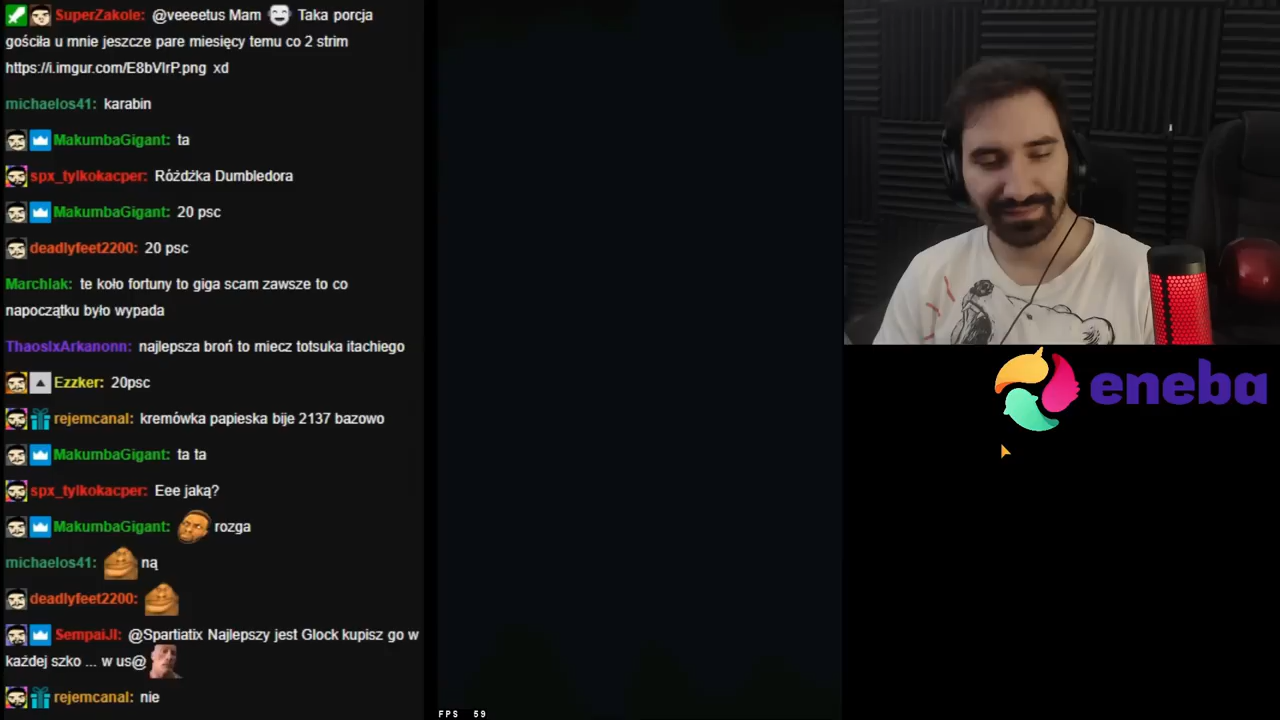 SuperZakole: @veeeetus Mam Taka porcja
gościła u mnie jeszcze pare miesięcy temu co 2 strim
https://i.imgur.com/E8bVIrP.png xd
michaelos41: karabin
MakumbaGigant: ta
spx_tylkokacper: Różdżka Dumbledora
MakumbaGigant: 20 psc
deadlyfeet2200: 20 psc
Marchlak: te koło fortuny to giga scam zawsze to co
napoczątku było wypada
ThaosIxArkanonn: najlepsza broń to miecz totsuka itachiego
Ezzker: 20psc
rejemcanal: kremówka papieska bije 2137 bazowo
MakumbaGigant: ta ta
spx_tylkokacper: Eee jaką?
MakumbaGigant: rozga
michaelos41: ną
deadlyfeet2200:
SempaiJI: @Spartiatix Najlepszy jest Glock kupisz go w
każdej szko ... w us@
rejemcanal: nie
FPS 59
eneba